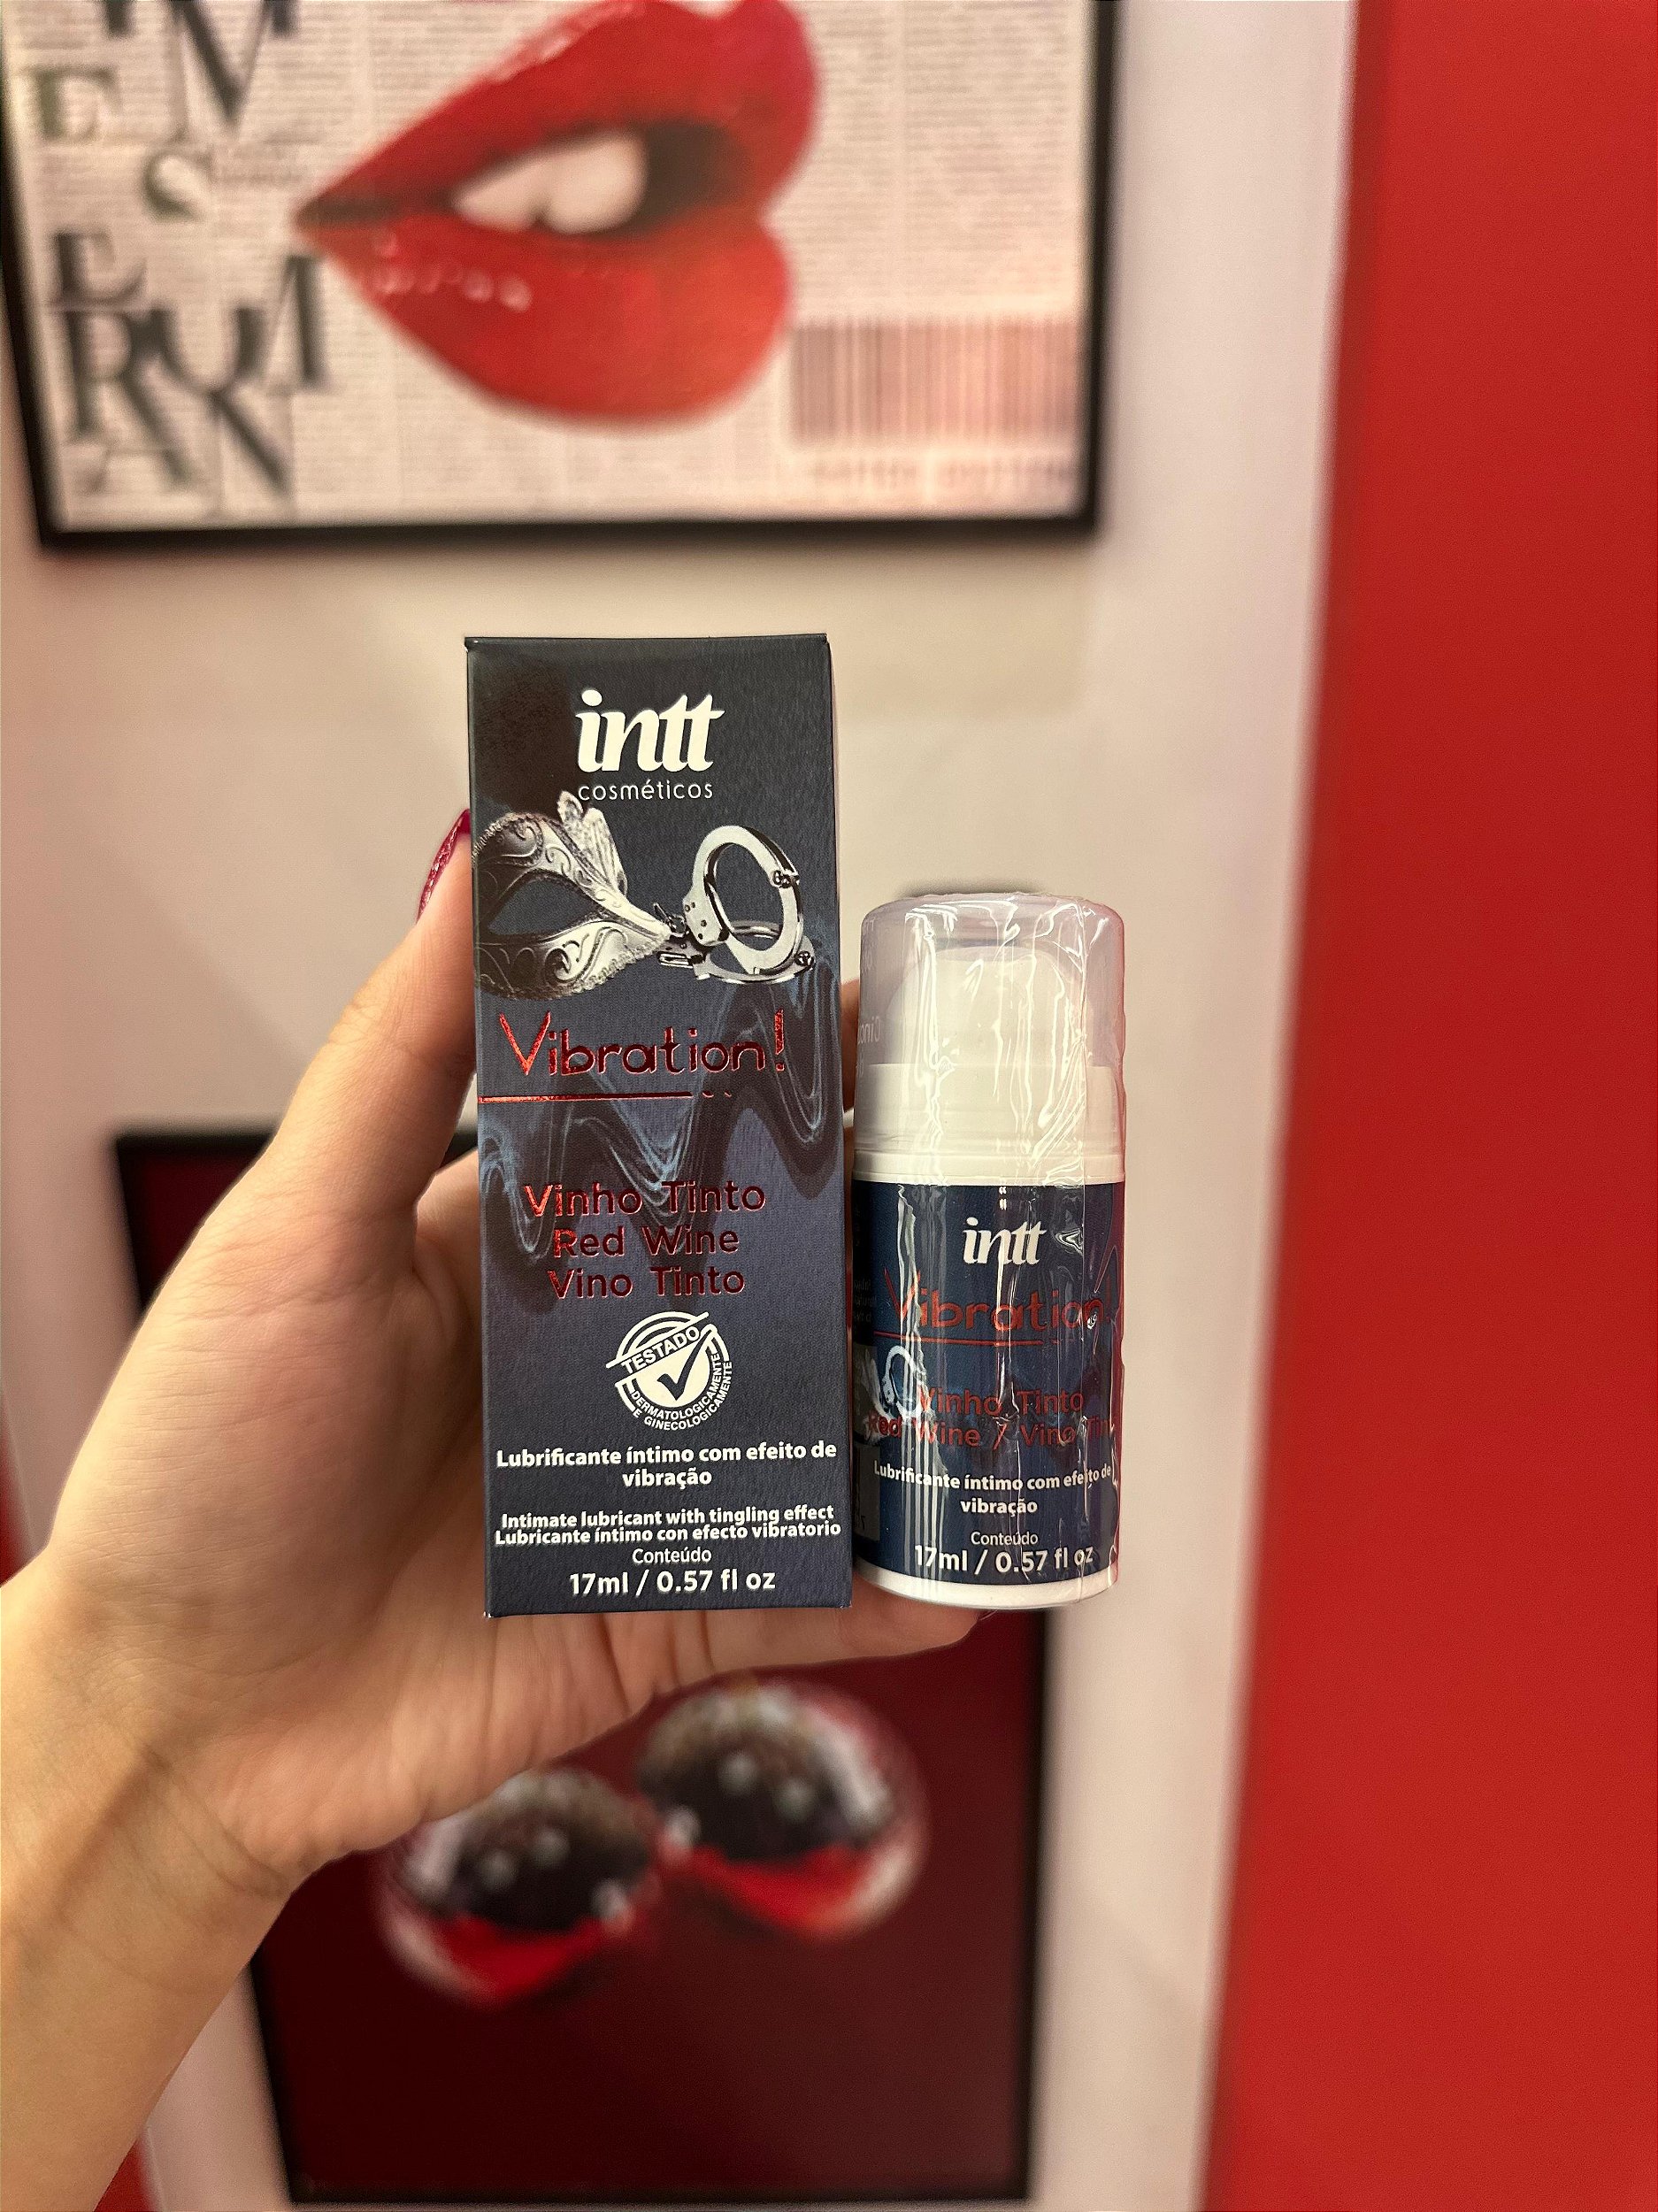 intt
cosméticos
Vibration!
Vinho Tinto
Red Wine
Vino Tinto
TESTADO
DERMATOLOGICAMENTE
E GINECOLOGICAMENTE
Lubrificante íntimo com efeito de
vibração
Intimate lubricant with tingling effect
Lubricante íntimo con efecto vibratorio
Conteúdo
17ml / 0.57 fl oz
intt
Vibration!
Vinho Tinto
Red Wine / Vino
Lubrificante íntimo com efeito de
vibração
Conteúdo
17ml / 0.57 fl oz